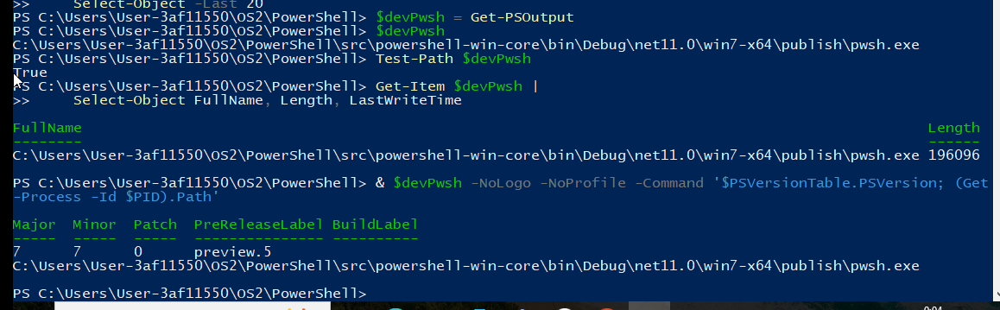 >>     Select-Object -Last 20
PS C:\Users\User-3af11550\OS2\PowerShell> $devPwsh = Get-PSOutput
PS C:\Users\User-3af11550\OS2\PowerShell> $devPwsh
C:\Users\User-3af11550\OS2\PowerShell\src\powershell-win-core\bin\Debug\net11.0\win7-x64\publish\pwsh.exe
PS C:\Users\User-3af11550\OS2\PowerShell> Test-Path $devPwsh
True
PS C:\Users\User-3af11550\OS2\PowerShell> Get-Item $devPwsh |
>>     Select-Object FullName, Length, LastWriteTime
FullName Length
-------- ------
C:\Users\User-3af11550\OS2\PowerShell\src\powershell-win-core\bin\Debug\net11.0\win7-x64\publish\pwsh.exe 196096
PS C:\Users\User-3af11550\OS2\PowerShell> & $devPwsh -NoLogo -NoProfile -Command '$PSVersionTable.PSVersion; (Get
-Process -Id $PID).Path'
Major  Minor  Patch  PreReleaseLabel BuildLabel
-----  -----  -----  --------------- ----------
7      7      0      preview.5
C:\Users\User-3af11550\OS2\PowerShell\src\powershell-win-core\bin\Debug\net11.0\win7-x64\publish\pwsh.exe
PS C:\Users\User-3af11550\OS2\PowerShell>